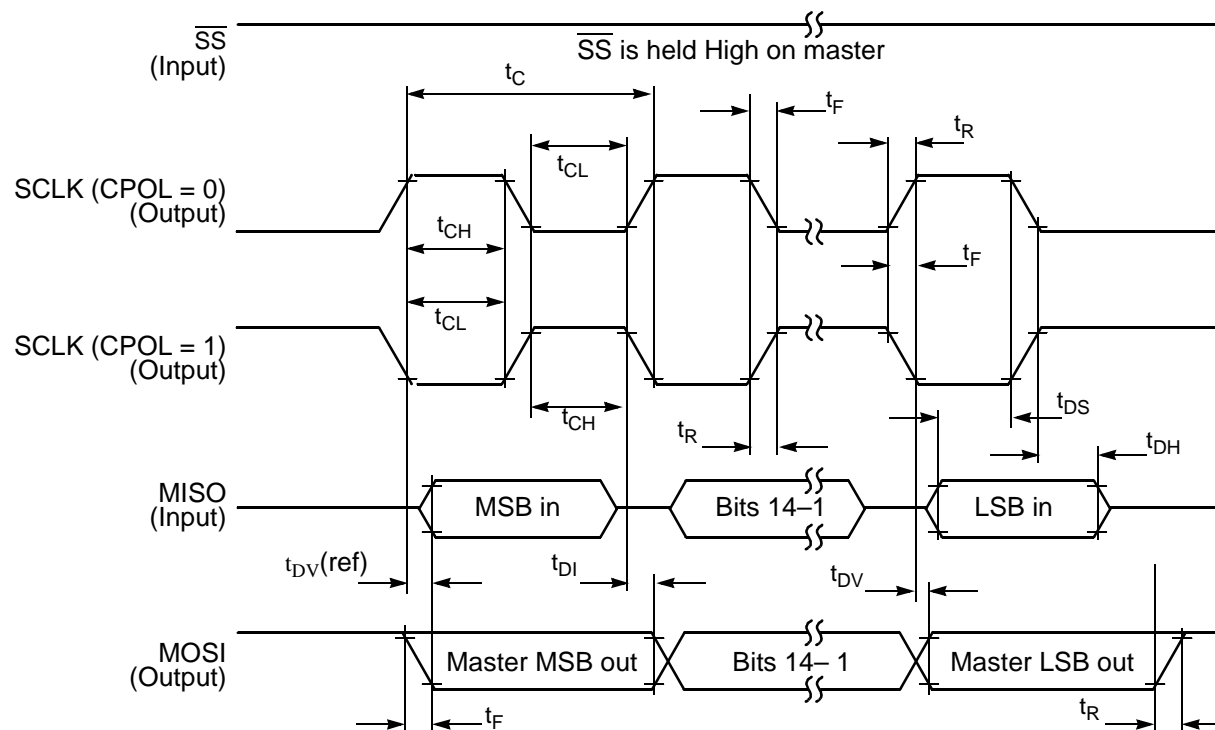 SS
(Input)
SS is held High on master
tC
tF
tR
tCL
SCLK (CPOL = 0)
(Output)
tCH
tF
tCL
SCLK (CPOL = 1)
(Output)
tCH
tR
tDS
tDH
MISO
(Input)
MSB in
Bits 14–1
LSB in
tDV(ref)
tDI
tDV
MOSI
(Output)
Master MSB out
Bits 14– 1
Master LSB out
tF
tR